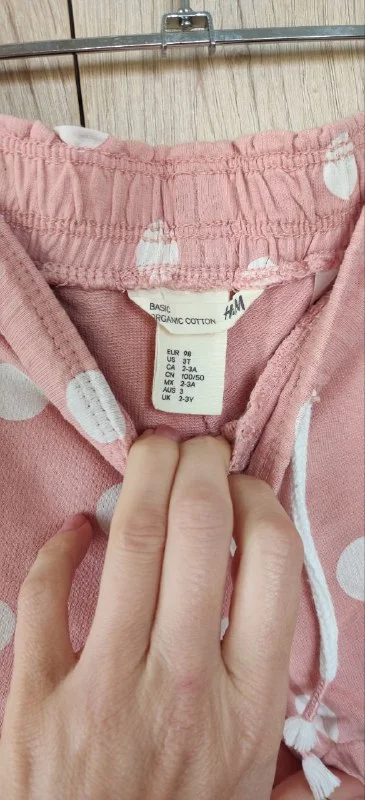 BASIC
ORGANIC COTTON
H&M
EUR 98
US 3T
CA 2-3A
CN 100/50
MX 2-3A
AUS 3
UK 2-3Y